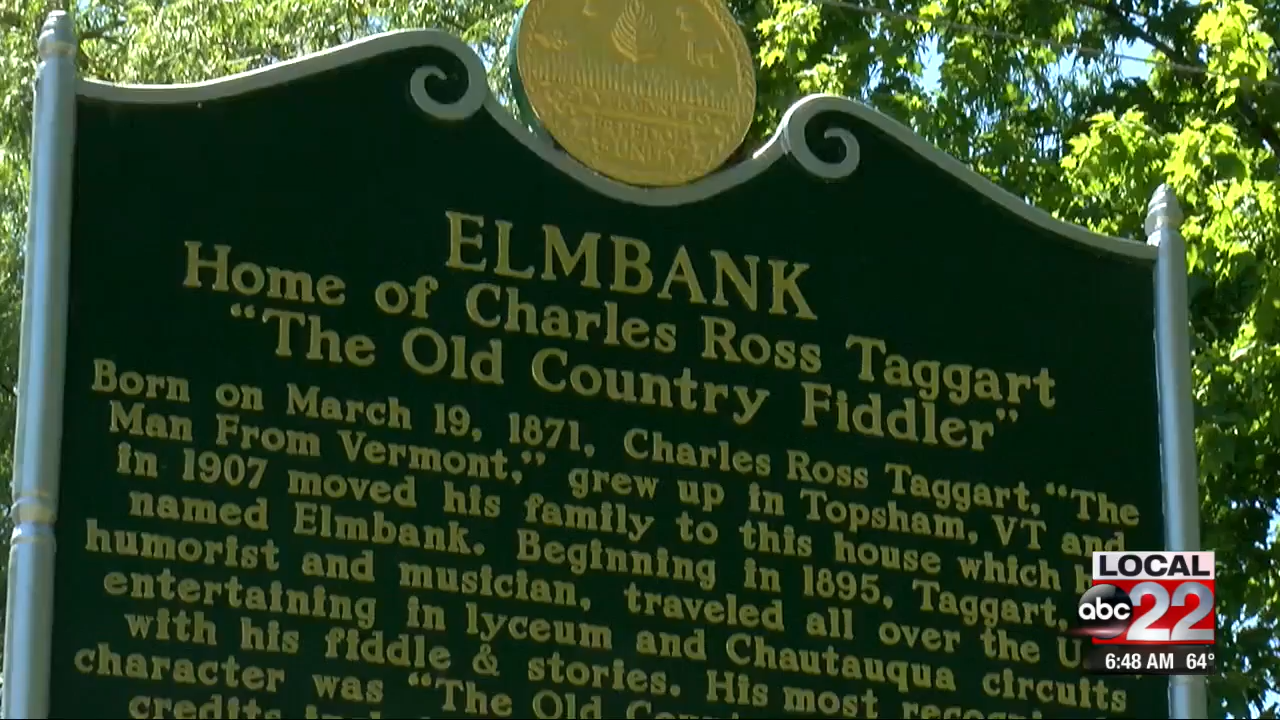 ELMBANK
Home of Charles Ross Taggart
"The Old Country Fiddler"
Born on March 19, 1871, Charles Ross Taggart, "The
Man From Vermont," grew up in Topsham, VT and
in 1907 moved his family to this house which
named Elmbank. Beginning in 1895, Taggart,
humorist and musician, traveled all over the
entertaining in lyceum and Chautauqua circuits
with his fiddle & stories. His most
character was "The Old
credits
LOCAL
abc 22
6:48 AM 64°